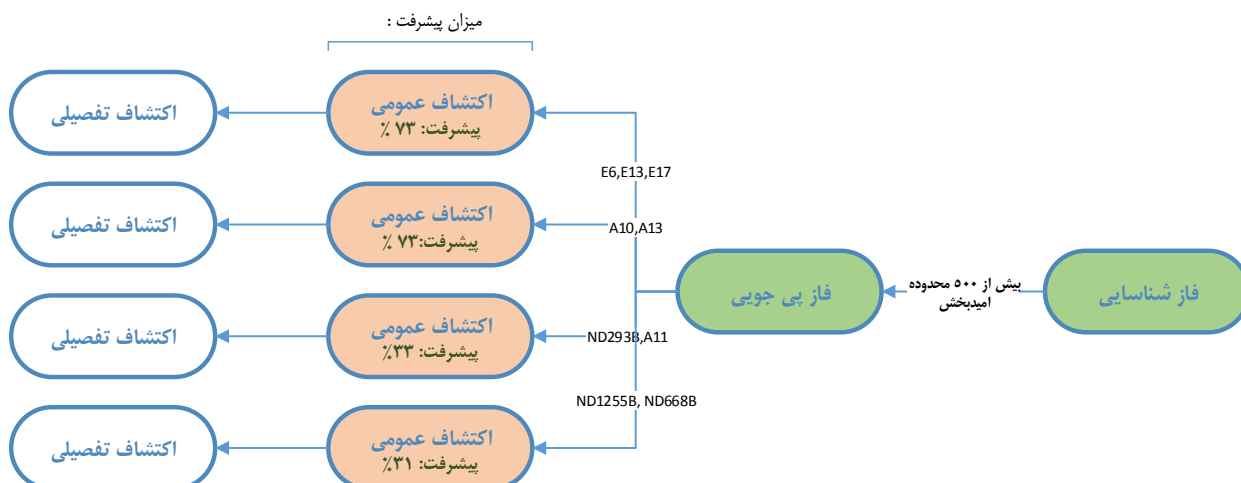 میزان پیشرفت :
اکتشاف عمومی
پیشرفت: ۷۳ %
اکتشاف تفصیلی
E6,E13,E17
اکتشاف عمومی
پیشرفت:۷۳ %
اکتشاف تفصیلی
A10,A13
فاز شناسایی
بیش از ۵۰۰ محدوده
امیدبخش
فاز پی جویی
اکتشاف عمومی
پیشرفت: ۳۳%
اکتشاف تفصیلی
ND293B,A11
ND1255B, ND668B
اکتشاف عمومی
پیشرفت: ۳۱%
اکتشاف تفصیلی